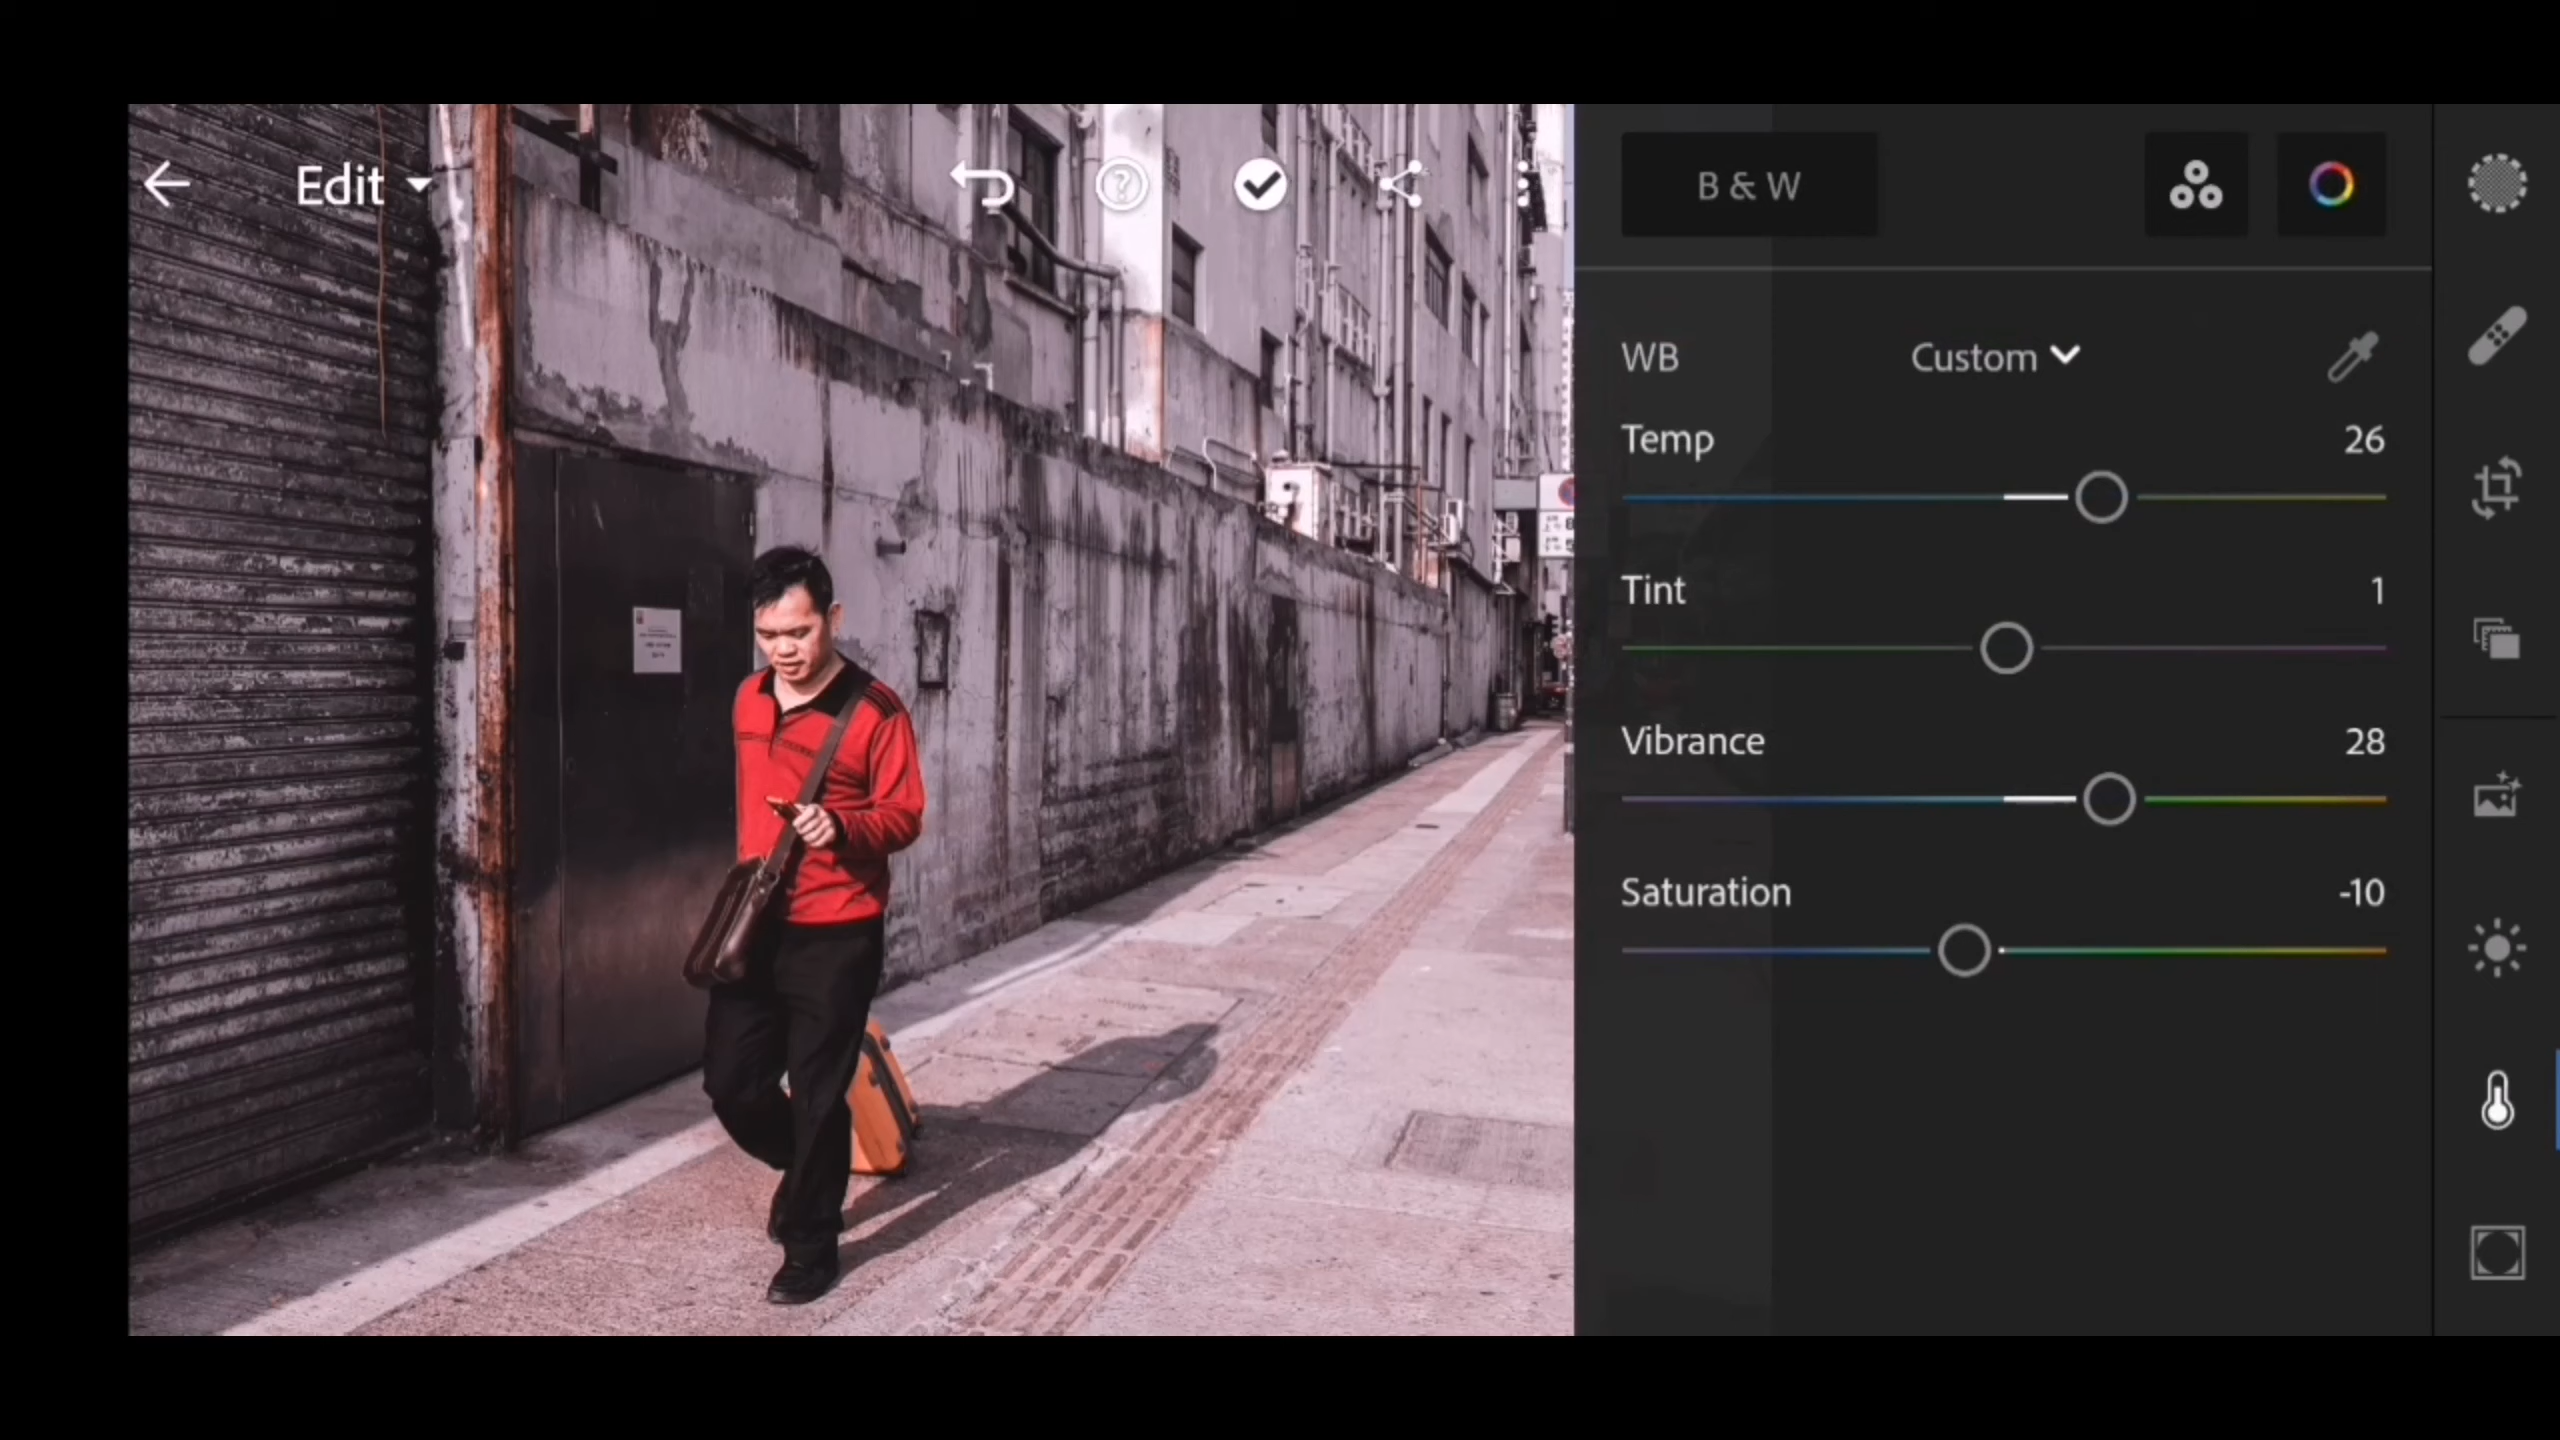 Edit
B & W
WB
Custom
Temp
26
Tint
1
Vibrance
28
Saturation
-10